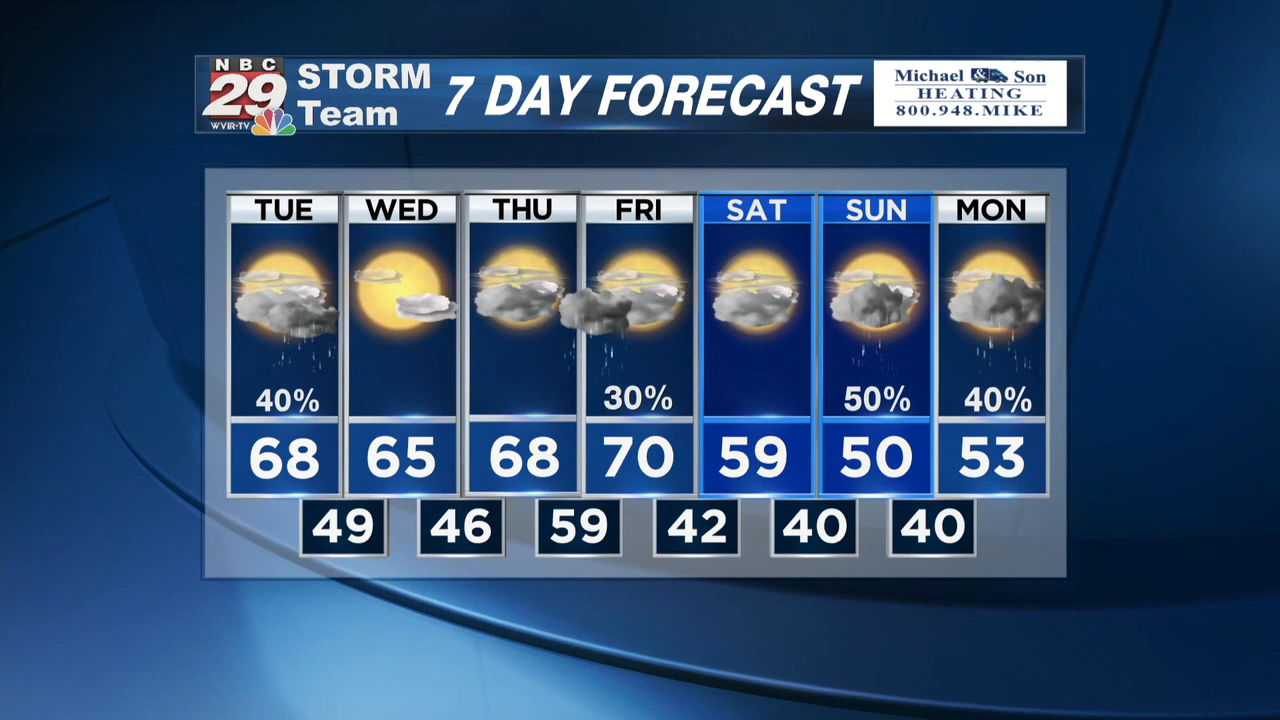 NBC
29
WVIR-TV
STORM
Team
7 DAY FORECAST
Michael & Son
HEATING
800.948.MIKE
TUE WED THU FRI SAT SUN MON
40% 30% 50% 40%
68 65 68 70 59 50 53
49 46 59 42 40 40